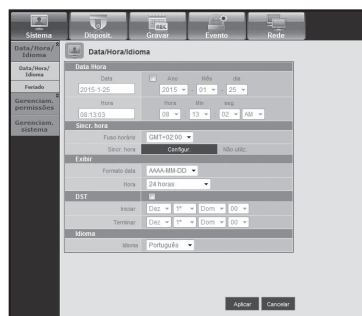 Sistema Disposit. Gravar Evento Rede
Data/Hora/
Idioma
Data/Hora/
Idioma
Feriado
Gerenciam.
permissões
Gerenciam.
sistema
Data/Hora/Idioma
Data /Hora
Data Ano Mês dia
2015-1-25 2015 - 01 - 25
Hora Hora Min seg
08:13:03 08 : 13 : 02 AM
Sincr. hora
Fuso horário GMT+02:00
Sincr. hora Configur. Não utiliz.
Exibir
Formato data AAAA-MM-DD
Hora 24 horas
DST
Iniciar Dez. 1º Dom 00
Terminar Dez 1º Dom 00
Idioma
Idioma Português
Aplicar Cancelar